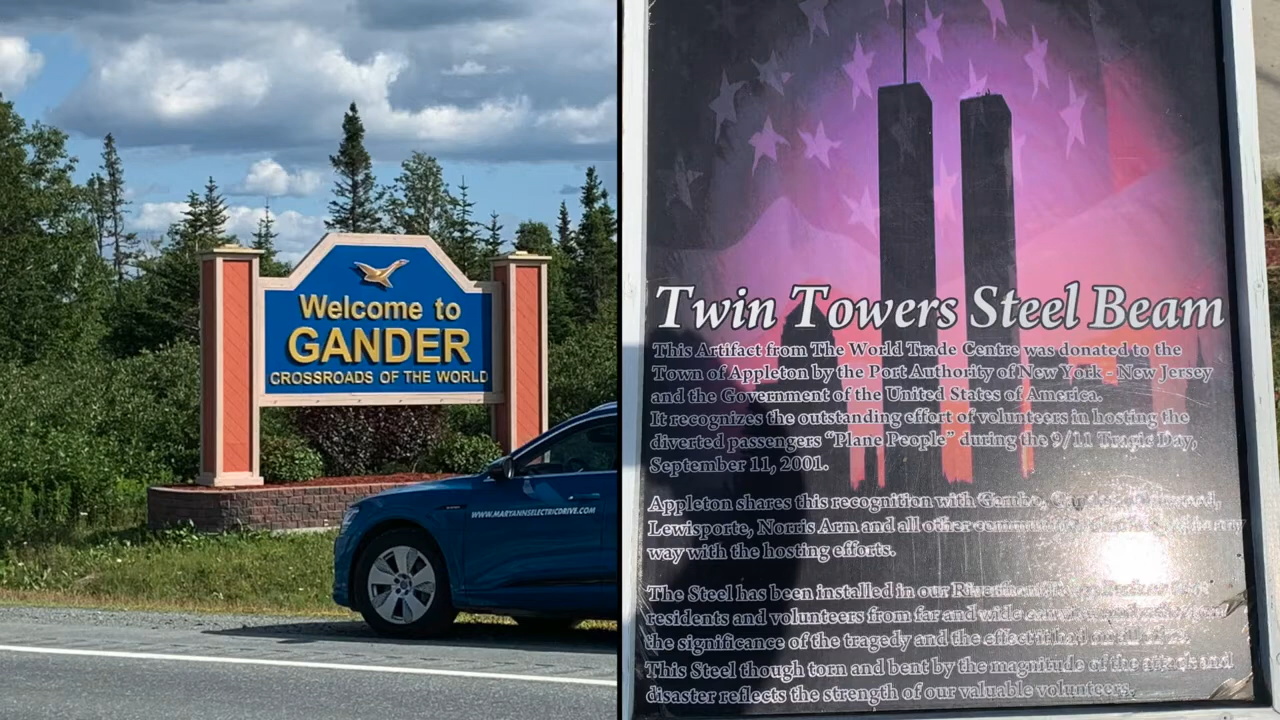 Welcome to
GANDER
CROSSROADS OF THE WORLD
WWW.MARYANNSELECTRICDRIVE.COM
Twin Towers Steel Beam
This Artifact from The World Trade Centre was donated to the
Town of Appleton by the Port Authority of New York - New Jersey
and the Government of the United States of America.
It recognizes the outstanding effort of volunteers in hosting the
diverted passengers “Plane People” during the 9/11 Tragic Day,
September 11, 2001.
Appleton shares this recognition with Gambo,
Lewisporte, Norris Arm and all other
way with the hosting efforts.
The Steel has been installed in our
residents and volunteers from far and wide
the significance of the tragedy and the
This Steel though torn and bent by the magnitude of the attack and
disaster reflects the strength of our valuable volunteers.